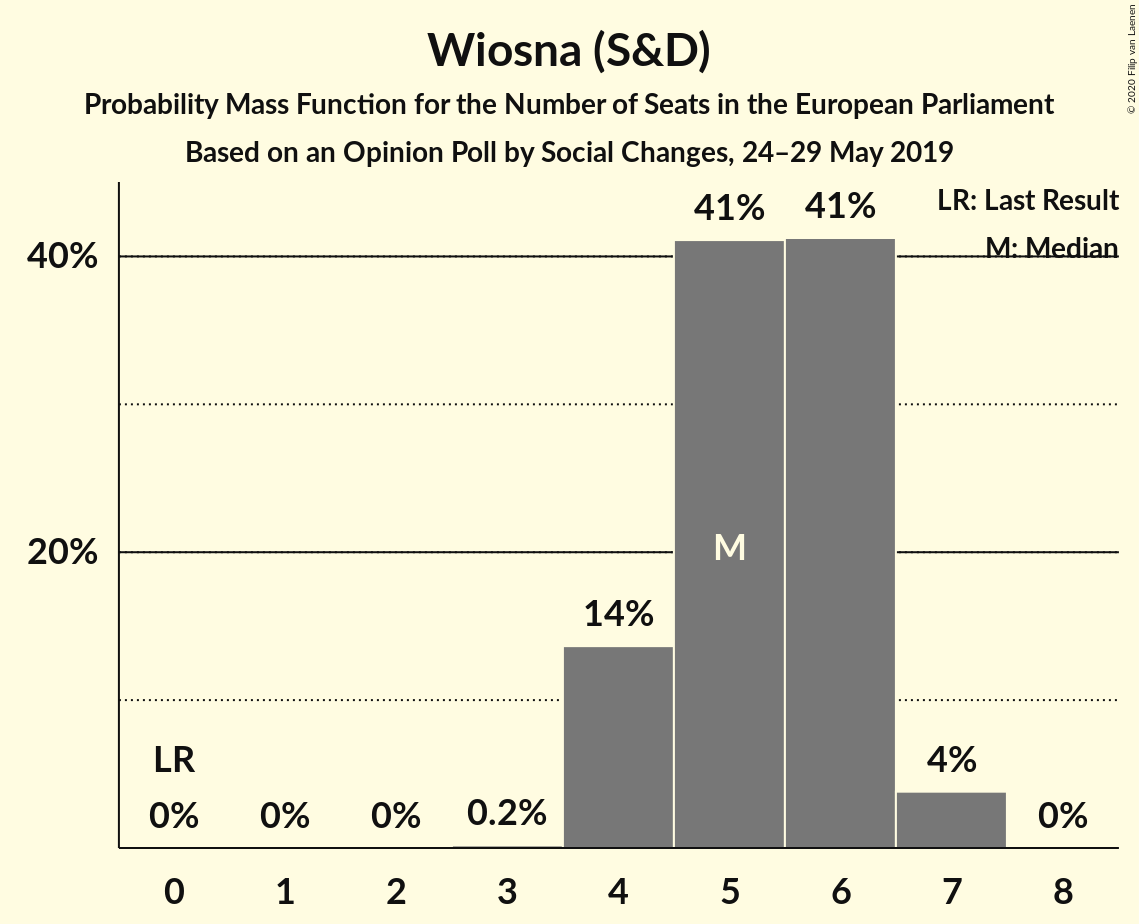 Wiosna (S&D)
Probability Mass Function for the Number of Seats in the European Parliament
Based on an Opinion Poll by Social Changes, 24–29 May 2019
© 2020 Filip van Laenen
LR: Last Result
M: Median
41%
41%
40%
M
20%
14%
LR
4%
0%
0%
0%
0.2%
0%
0
1
2
3
4
5
6
7
8